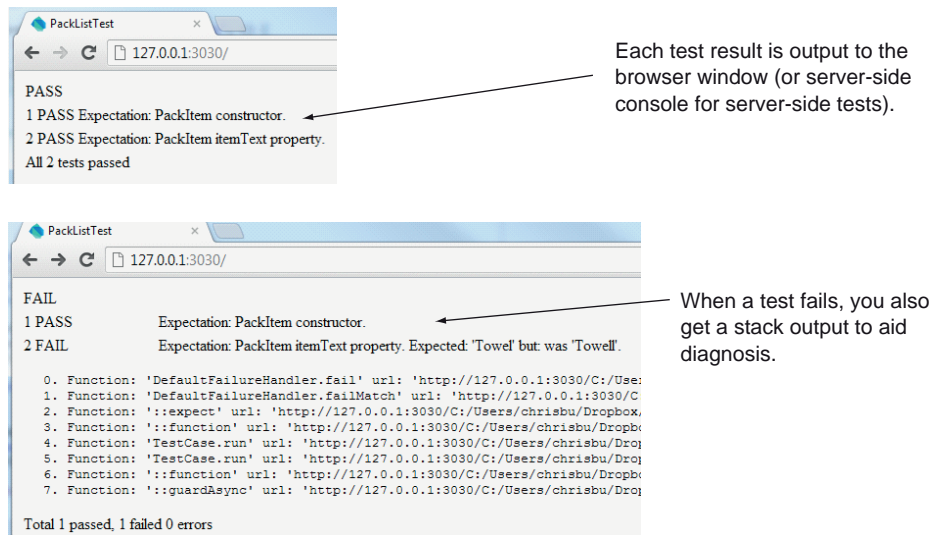 PackListTest
127.0.0.1:3030/
PASS
1 PASS Expectation: PackItem constructor.
2 PASS Expectation: PackItem itemText property.
All 2 tests passed
Each test result is output to the
browser window (or server-side
console for server-side tests).
PackListTest
127.0.0.1:3030/
FAIL
1 PASS Expectation: PackItem constructor.
2 FAIL Expectation: PackItem itemText property. Expected: 'Towel' but: was 'Towell'.
0. Function: 'DefaultFailureHandler.fail' url: 'http://127.0.0.1:3030/C:/User
1. Function: 'DefaultFailureHandler.failMatch' url: 'http://127.0.0.1:3030/C
2. Function: '::expect' url: 'http://127.0.0.1:3030/C:/Users/chrisbu/Dropbox/
3. Function: '::function' url: 'http://127.0.0.1:3030/C:/Users/chrisbu/Dropbo
4. Function: 'TestCase.run' url: 'http://127.0.0.1:3030/C:/Users/chrisbu/Drop
5. Function: 'TestCase.run' url: 'http://127.0.0.1:3030/C:/Users/chrisbu/Drop
6. Function: '::function' url: 'http://127.0.0.1:3030/C:/Users/chrisbu/Dropbo
7. Function: '::guardAsync' url: 'http://127.0.0.1:3030/C:/Users/chrisbu/Drop
Total 1 passed, 1 failed 0 errors
When a test fails, you also
get a stack output to aid
diagnosis.